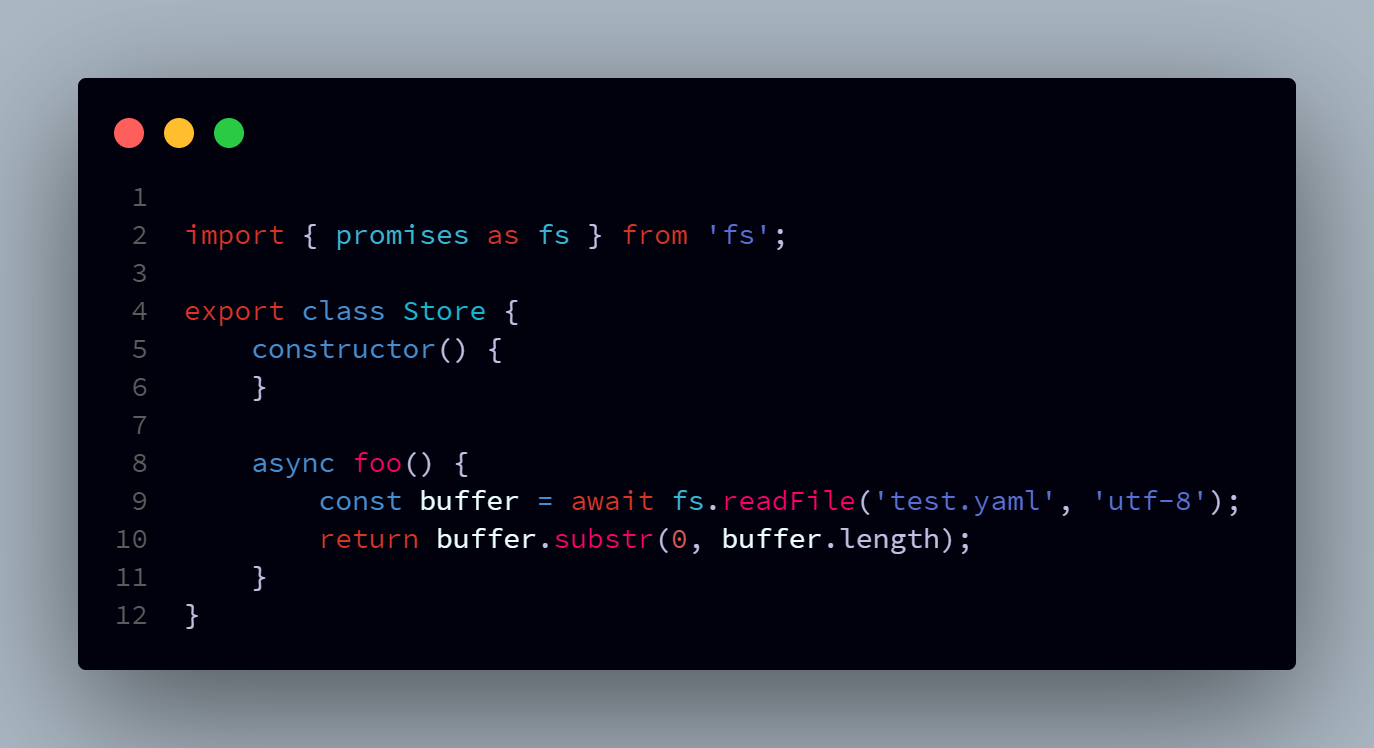 1
2 import { promises as fs } from 'fs';
3
4 export class Store {
5     constructor() {
6     }
7
8     async foo() {
9         const buffer = await fs.readFile('test.yaml', 'utf-8');
10         return buffer.substr(0, buffer.length);
11     }
12 }